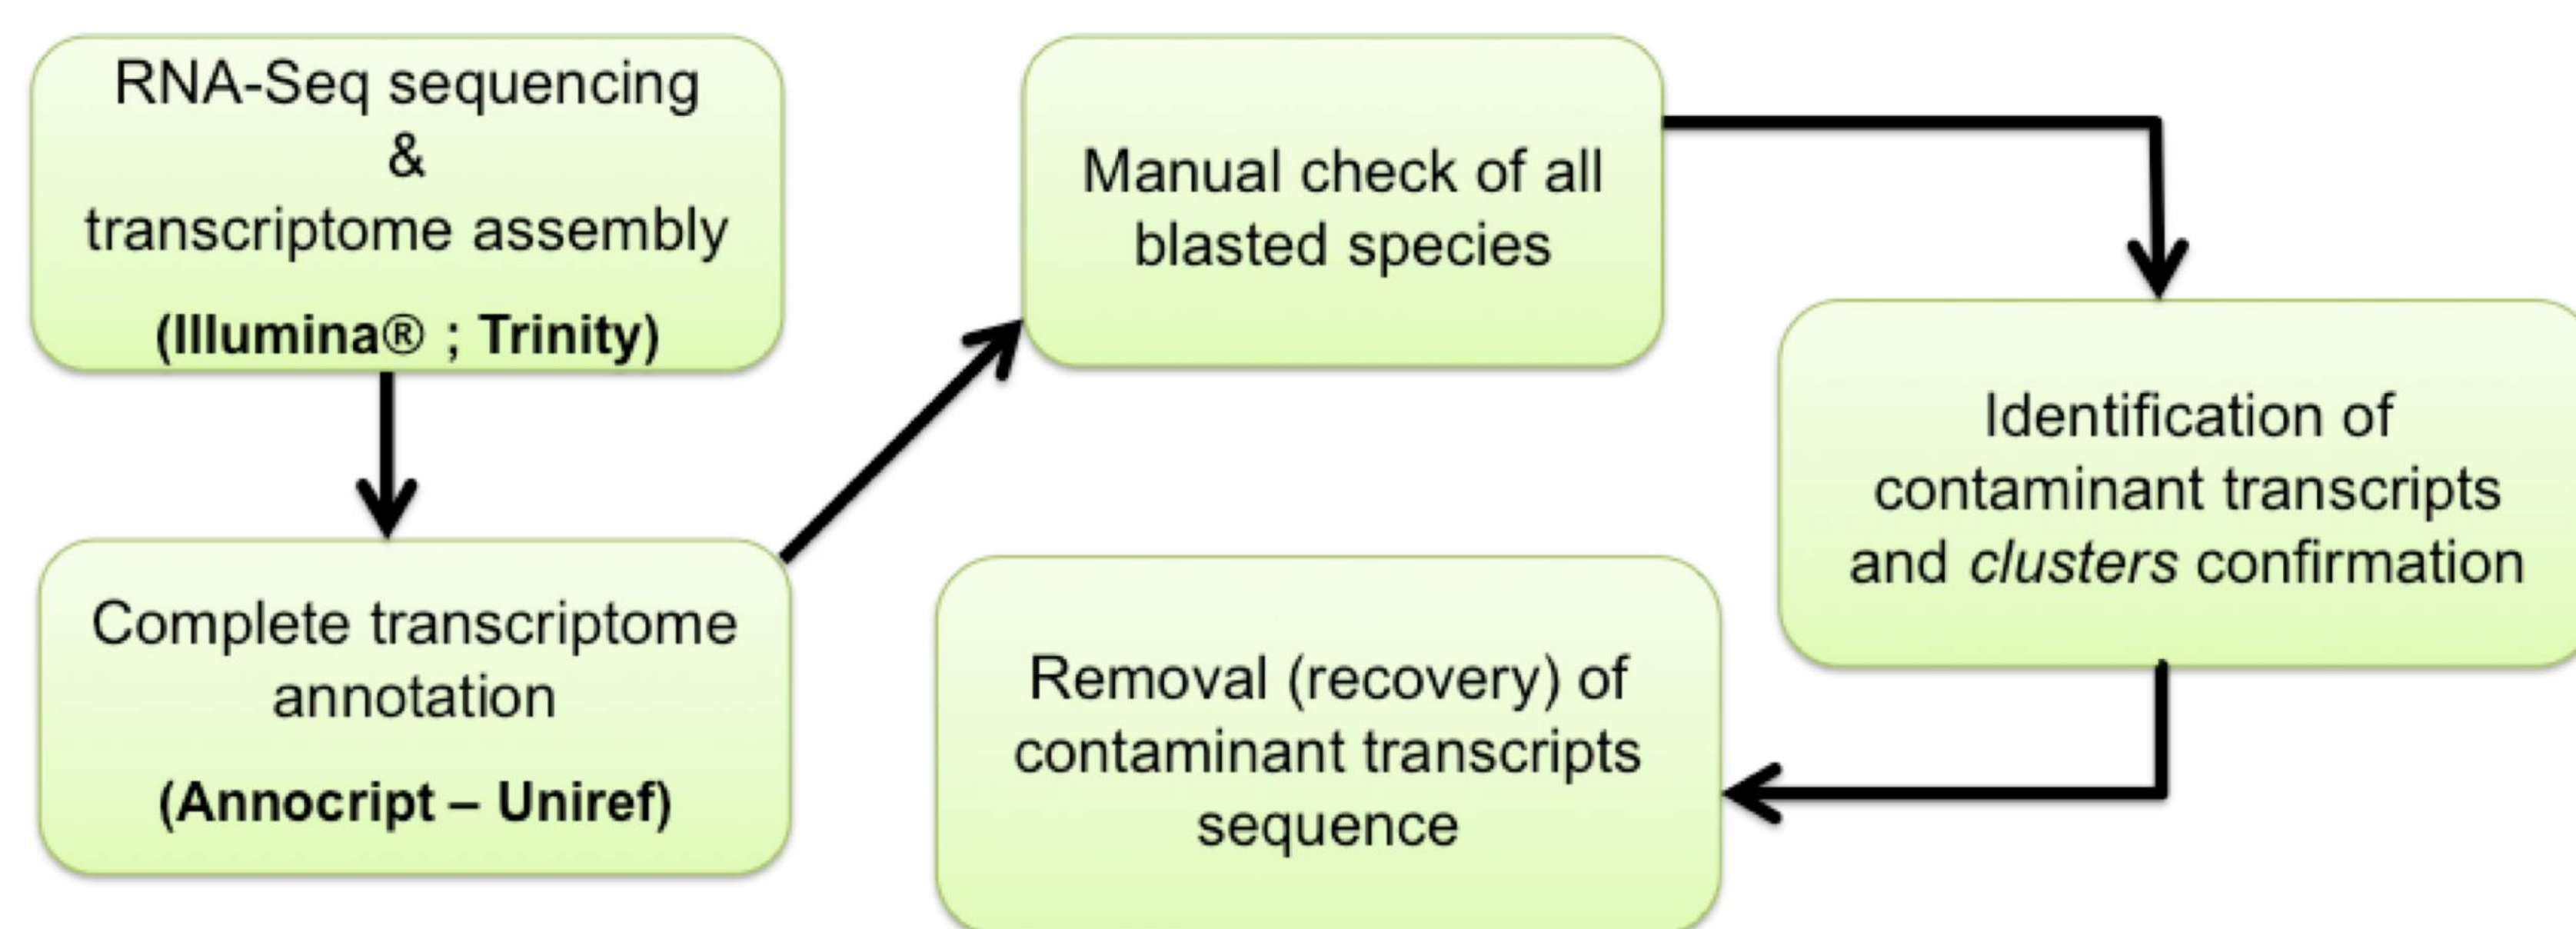 RNA-Seq sequencing
&
transcriptome assembly
(Illumina® ; Trinity)
Complete transcriptome
annotation
(Annocript – Uniref)
Manual check of all
blasted species
Identification of
contaminant transcripts
and clusters confirmation
Removal (recovery) of
contaminant transcripts
sequence